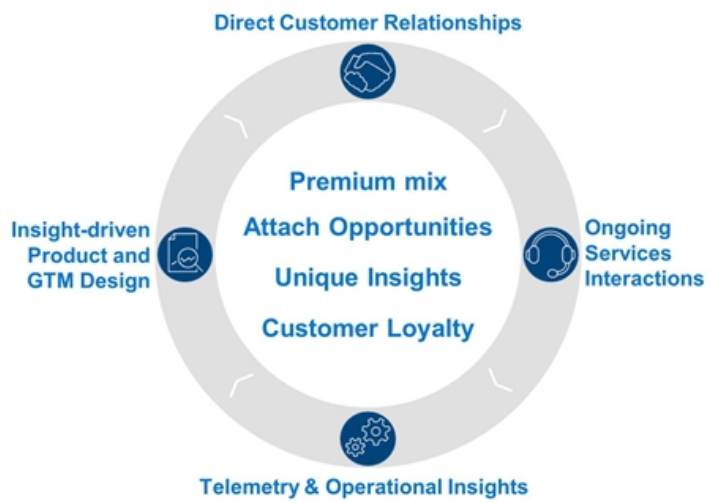 Direct Customer Relationships
Premium mix
Attach Opportunities
Unique Insights
Customer Loyalty
Insight-driven
Product and
GTM Design
Ongoing
Services
Interactions
Telemetry & Operational Insights